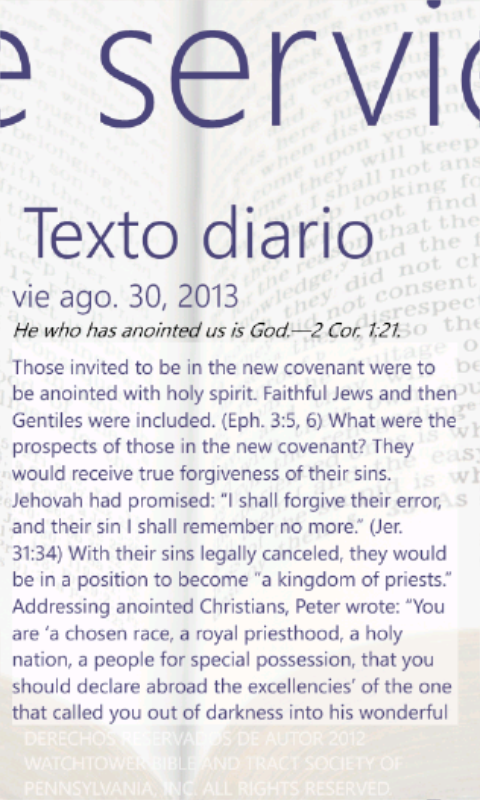 e servic
Texto diario
vie ago. 30, 2013
He who has anointed us is God.—2 Cor. 1:21.
Those invited to be in the new covenant were to
be anointed with holy spirit. Faithful Jews and then
Gentiles were included. (Eph. 3:5, 6) What were the
prospects of those in the new covenant? They
would receive true forgiveness of their sins.
Jehovah had promised: “I shall forgive their error,
and their sin I shall remember no more.” (Jer.
31:34) With their sins legally canceled, they would
be in a position to become “a kingdom of priests.”
Addressing anointed Christians, Peter wrote: “You
are ‘a chosen race, a royal priesthood, a holy
nation, a people for special possession, that you
should declare abroad the excellencies’ of the one
that called you out of darkness into his wonderful
DERECHOS RESERVADOS DE AUTOR 2012
WATCHTOWER BIBLE AND TRACT SOCIETY OF
PENNSYLVANIA, INC. ALL RIGHTS RESERVED.